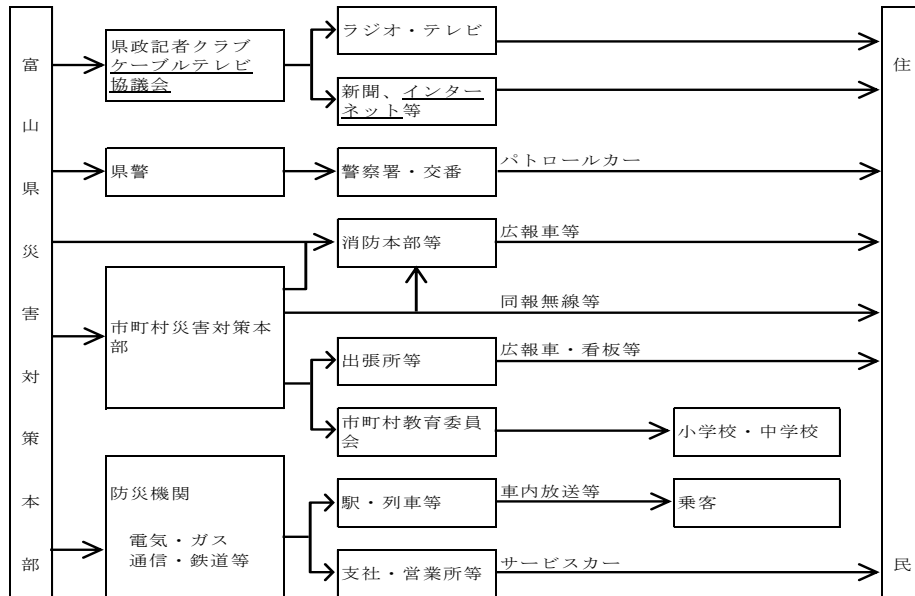 富山県災害対策本部
県政記者クラブ
ケーブルテレビ
協議会
ラジオ・テレビ
新聞、インター
ネット等
県警
警察署・交番
パトロールカー
消防本部等
広報車等
市町村災害対策本
部
同報無線等
出張所等
広報車・看板等
市町村教育委員
会
小学校・中学校
防災機関
電気・ガス
通信・鉄道等
駅・列車等
車内放送等
乗客
支社・営業所等
サービスカー
住民